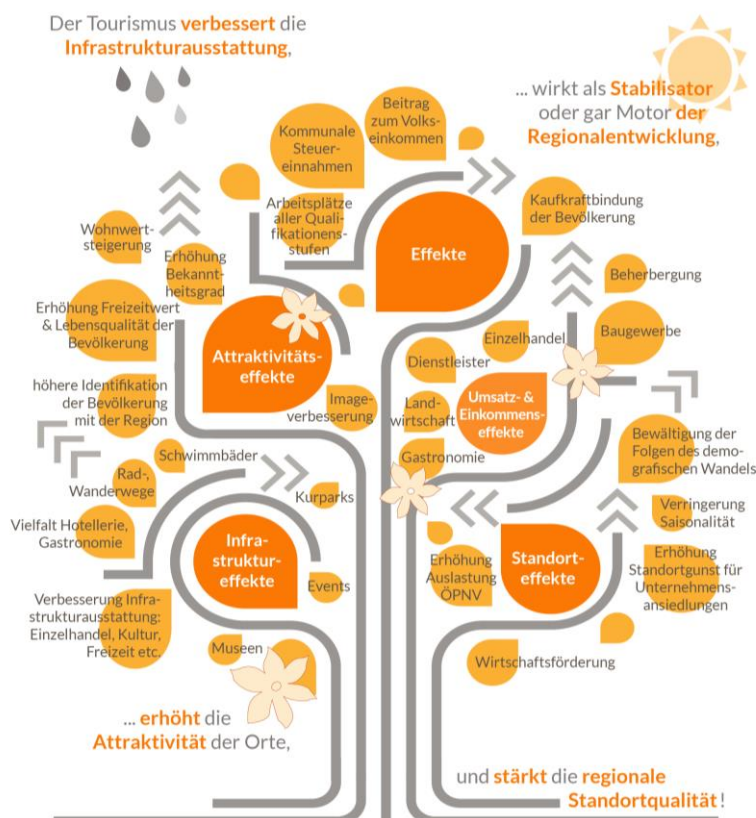 Der Tourismus verbessert die
Infrastrukturausstattung,
... wirkt als Stabilisator
oder gar Motor der
Regionalentwicklung,
Beitrag
zum Volks-
einkommen
Kommunale
Steuer-
einnahmen
Arbeitsplätze
aller Quali-
fikationens-
stufen
Effekte
Kaufkraftbindung
der Bevölkerung
Wohnwert-
steigerung
Erhöhung
Bekannt-
heitsgrad
Erhöhung Freizeitwert
& Lebensqualität der
Bevölkerung
Attraktivitäts-
effekte
höhere Identifikation
der Bevölkerung
mit der Region
Image-
verbesserung
Beherbergung
Baugewerbe
Einzelhandel
Dienstleister
Land-
wirtschaft
Umsatz- &
Einkommens-
effekte
Gastronomie
Bewältigung der
Folgen des demo-
grafischen Wandels
Schwimmbäder
Rad-,
Wanderwege
Kurparks
Vielfalt Hotellerie,
Gastronomie
Infra-
struktur-
effekte
Events
Verbesserung Infra-
strukturausstattung:
Einzelhandel, Kultur,
Freizeit etc.
Museen
Verringerung
Saisonalität
Erhöhung
Auslastung
ÖPNV
Standort-
effekte
Erhöhung
Standortgunst für
Unternehmens-
ansiedlungen
Wirtschaftsförderung
... erhöht die
Attraktivität der Orte,
und stärkt die regionale
Standortqualität!